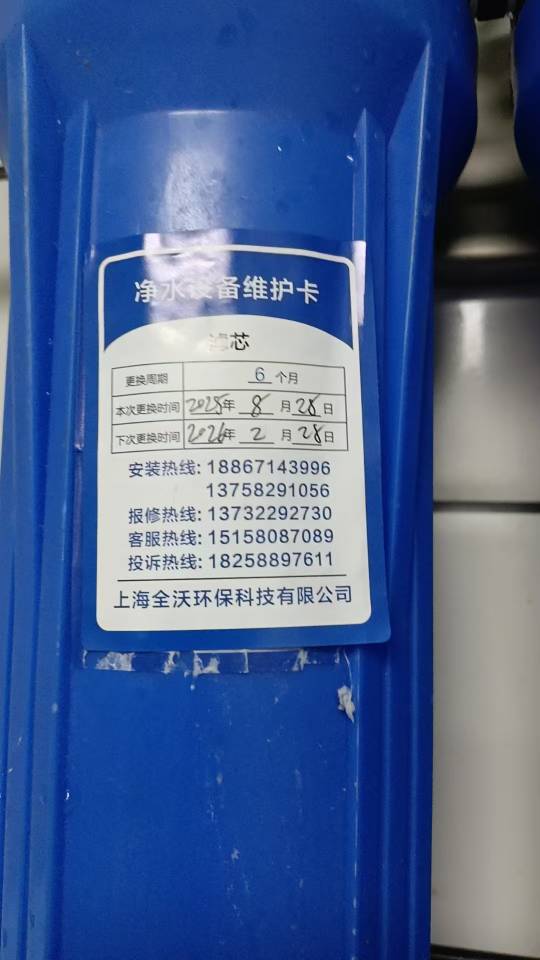 净水设备维护卡
滤芯
更换周期 6 个月
本次更换时间 2025年 8 月 28 日
下次更换时间 2026年 2 月 28 日
安装热线: 18867143996
13758291056
报修热线: 13732292730
客服热线: 15158087089
投诉热线: 18258897611
上海全沃环保科技有限公司